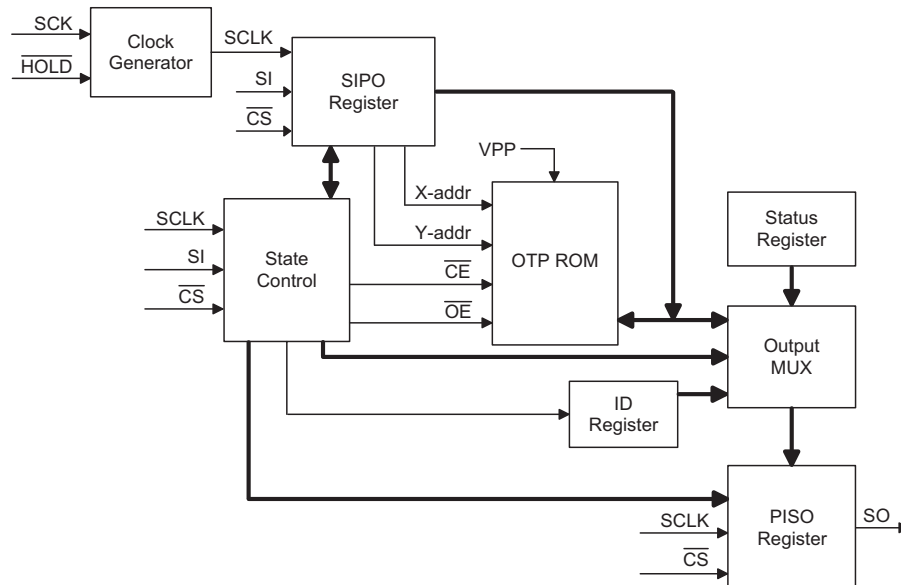 SCK
HOLD
Clock
Generator
SCLK
SI
CS
SIPO
Register
VPP
X-addr
Y-addr
CE
OE
OTP ROM
SCLK
SI
CS
State
Control
Status
Register
Output
MUX
ID
Register
SCLK
CS
PISO
Register
SO